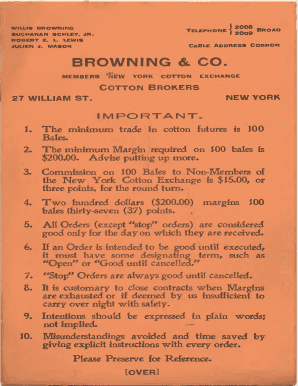 WILLIS BROWNING
BUCHANAN SCHLEY, JR.
ROBERT E. L. LEWIS
JULIEN J. MASON
TELEPHONE { 2008 2009 } BROAD
CABLE ADDRESS CORNON
BROWNING & CO.
MEMBERS NEW YORK COTTON EXCHANGE
COTTON BROKERS
27 WILLIAM ST. NEW YORK
IMPORTANT.
1. The minimum trade in cotton futures is 100
Bales.
2. The minimum Margin required on 100 bales is
$200.00. Advise putting up more.
3. Commission on 100 Bales to Non-Members of
the New York Cotton Exchange is $15.00, or
three points, for the round turn.
4. Two hundred dollars ($200.00) margins 100
bales thirty-seven (37) points.
5. All Orders (except "stop" orders) are considered
good only for the day on which they are received.
6. If an Order is intended to be good until executed,
it must have some designating term, such as
"Open" or "Good until cancelled."
7. "Stop" Orders are always good until cancelled.
8. It is customary to close contracts when Margins
are exhausted or if deemed by us insufficient to
carry over night with safety.
9. Intentions should be expressed in plain words;
not implied.
10. Misunderstandings avoided and time saved by
giving explicit instructions with every order.
Please Preserve for Reference.
[OVER]